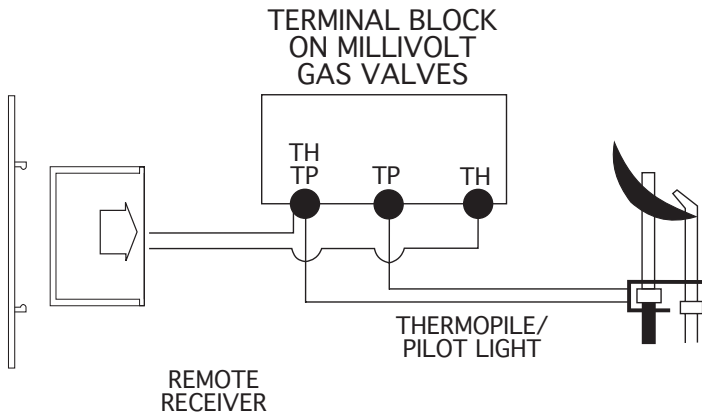 TERMINAL BLOCK
ON MILLIVOLT
GAS VALVES
TH
TP
TP
TH
THERMOPILE/
PILOT LIGHT
REMOTE
RECEIVER